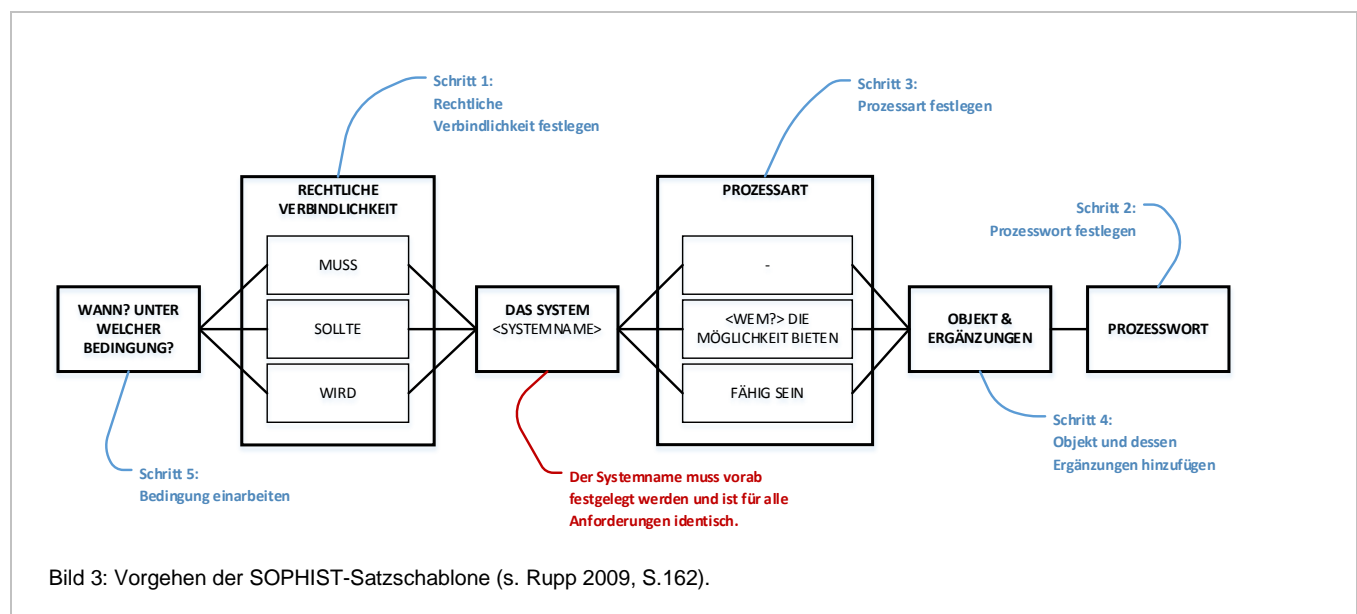 Schritt 1:
Rechtliche
Verbindlichkeit festlegen
Schritt 3:
Prozessart festlegen
RECHTLICHE
VERBINDLICHKEIT
MUSS
SOLLTE
WIRD
PROZESSART
-
<WEM?> DIE
MÖGLICHKEIT BIETEN
FÄHIG SEIN
Schritt 2:
Prozesswort festlegen
WANN? UNTER
WELCHER
BEDINGUNG?
DAS SYSTEM
<SYSTEMNAME>
OBJEKT &
ERGÄNZUNGEN
PROZESSWORT
Schritt 5:
Bedingung einarbeiten
Der Systemname muss vorab
festgelegt werden und ist für alle
Anforderungen identisch.
Schritt 4:
Objekt und dessen
Ergänzungen hinzufügen
Bild 3: Vorgehen der SOPHIST-Satzschablone (s. Rupp 2009, S.162).